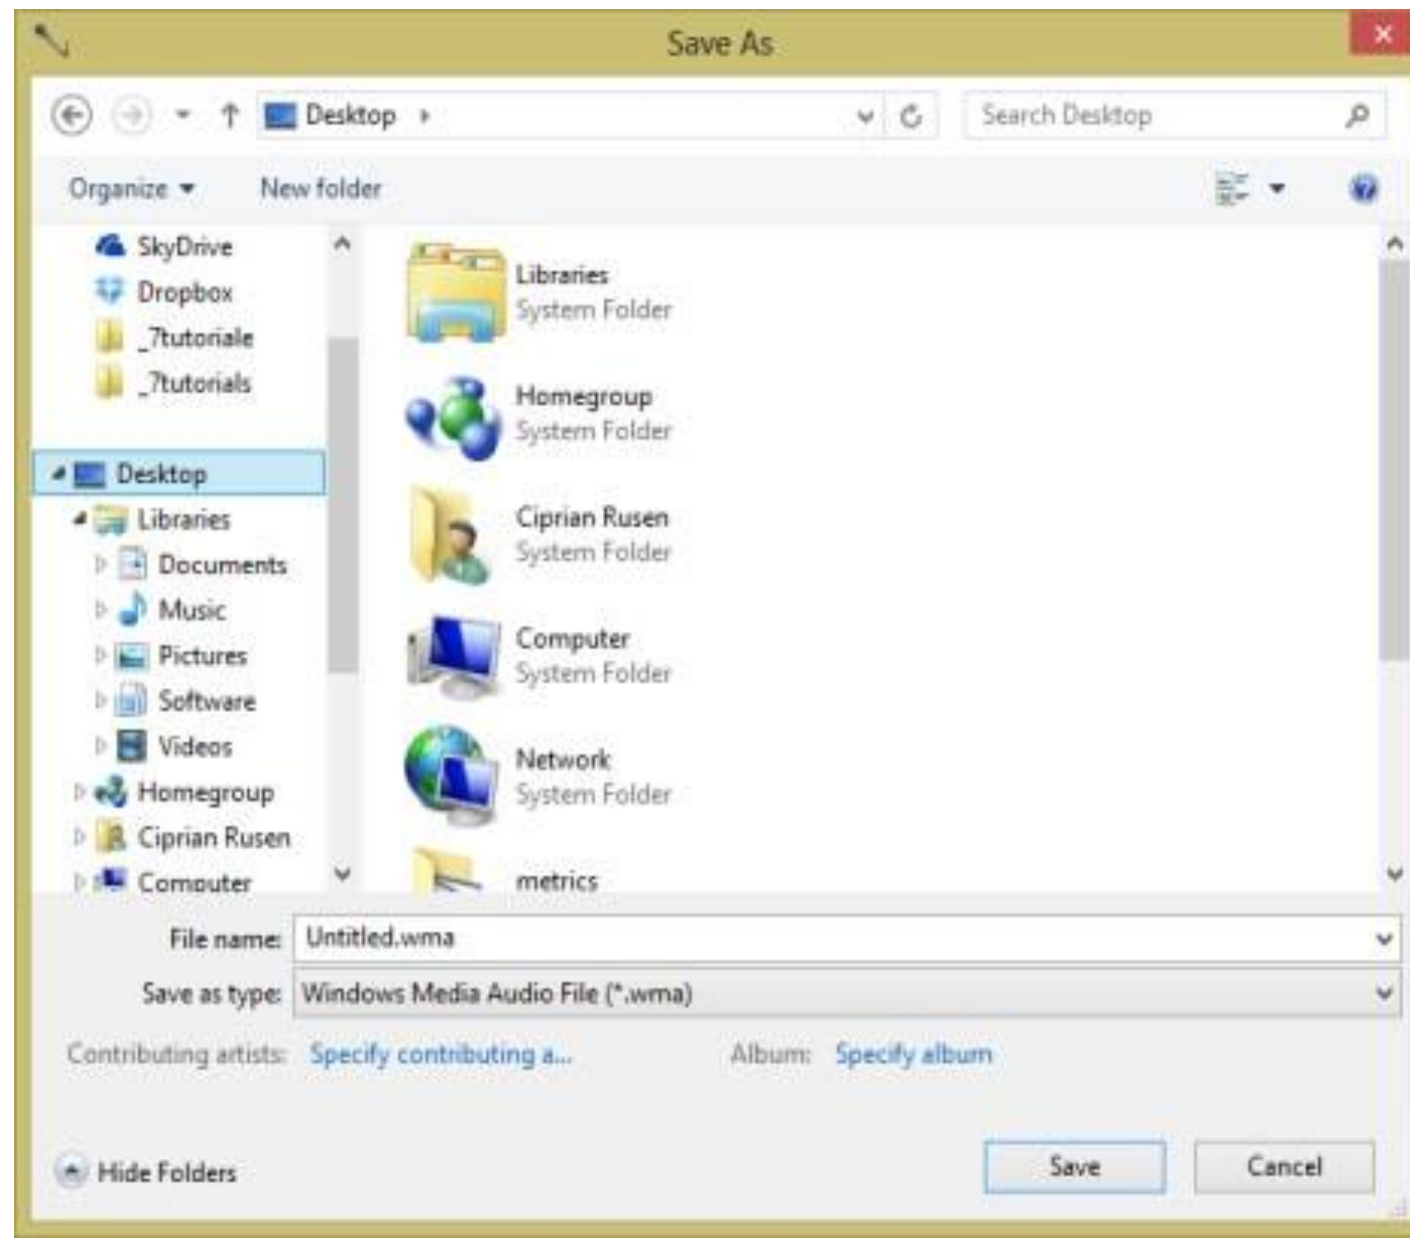 Save As
Desktop
Search Desktop
Organize
New folder
SkyDrive
Dropbox
_7tutoriale
_7tutorials
Desktop
Libraries
Documents
Music
Pictures
Software
Videos
Homegroup
Ciprian Rusen
Computer
Libraries
System Folder
Homegroup
System Folder
Ciprian Rusen
System Folder
Computer
System Folder
Network
System Folder
metrics
File name: Untitled.wma
Save as type: Windows Media Audio File (*.wma)
Contributing artists: Specify contributing a... Album: Specify album
Hide Folders
Save
Cancel